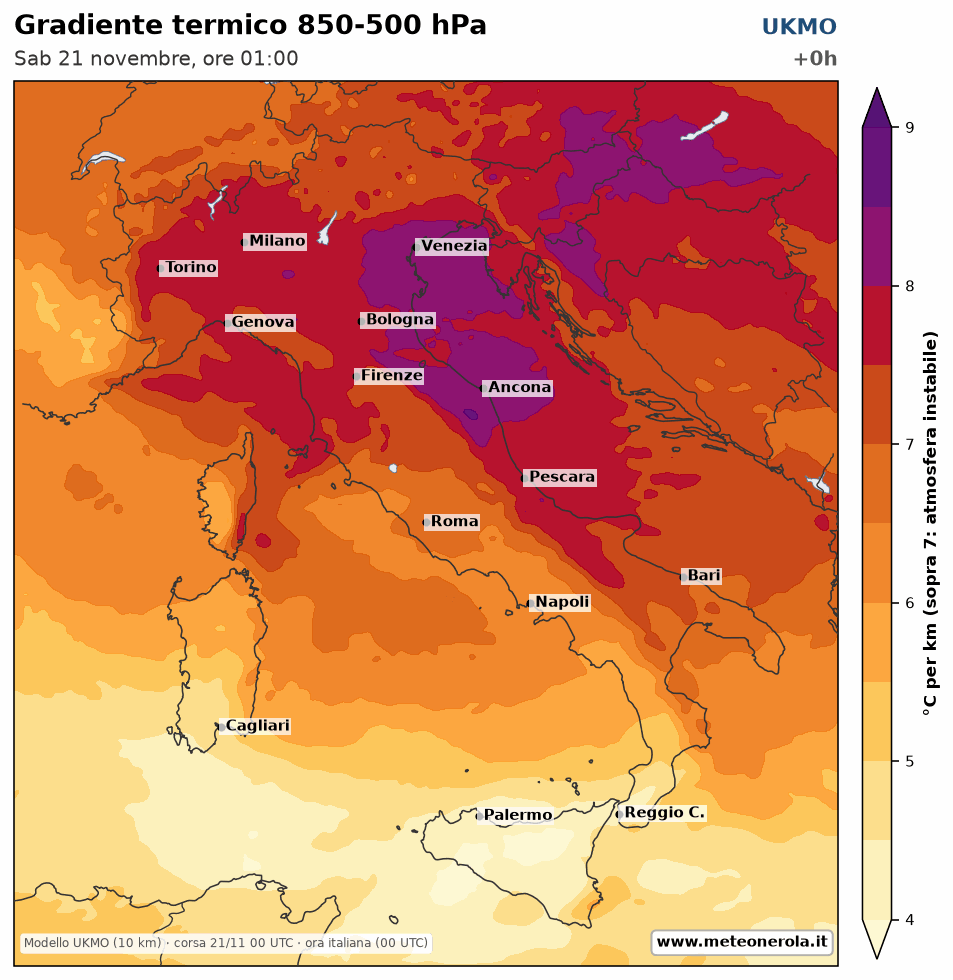 Gradiente termico 850-500 hPa
UKMO
Sab 21 novembre, ore 01:00
+0h
Milano
Torino
Venezia
Genova
Bologna
Firenze
Ancona
Pescara
Roma
Bari
Napoli
Cagliari
Palermo
Reggio C.
9
8
7
6
5
4
°C per km (sopra 7: atmosfera instabile)
Modello UKMO (10 km) · corsa 21/11 00 UTC · ora italiana (00 UTC)
www.meteonerola.it